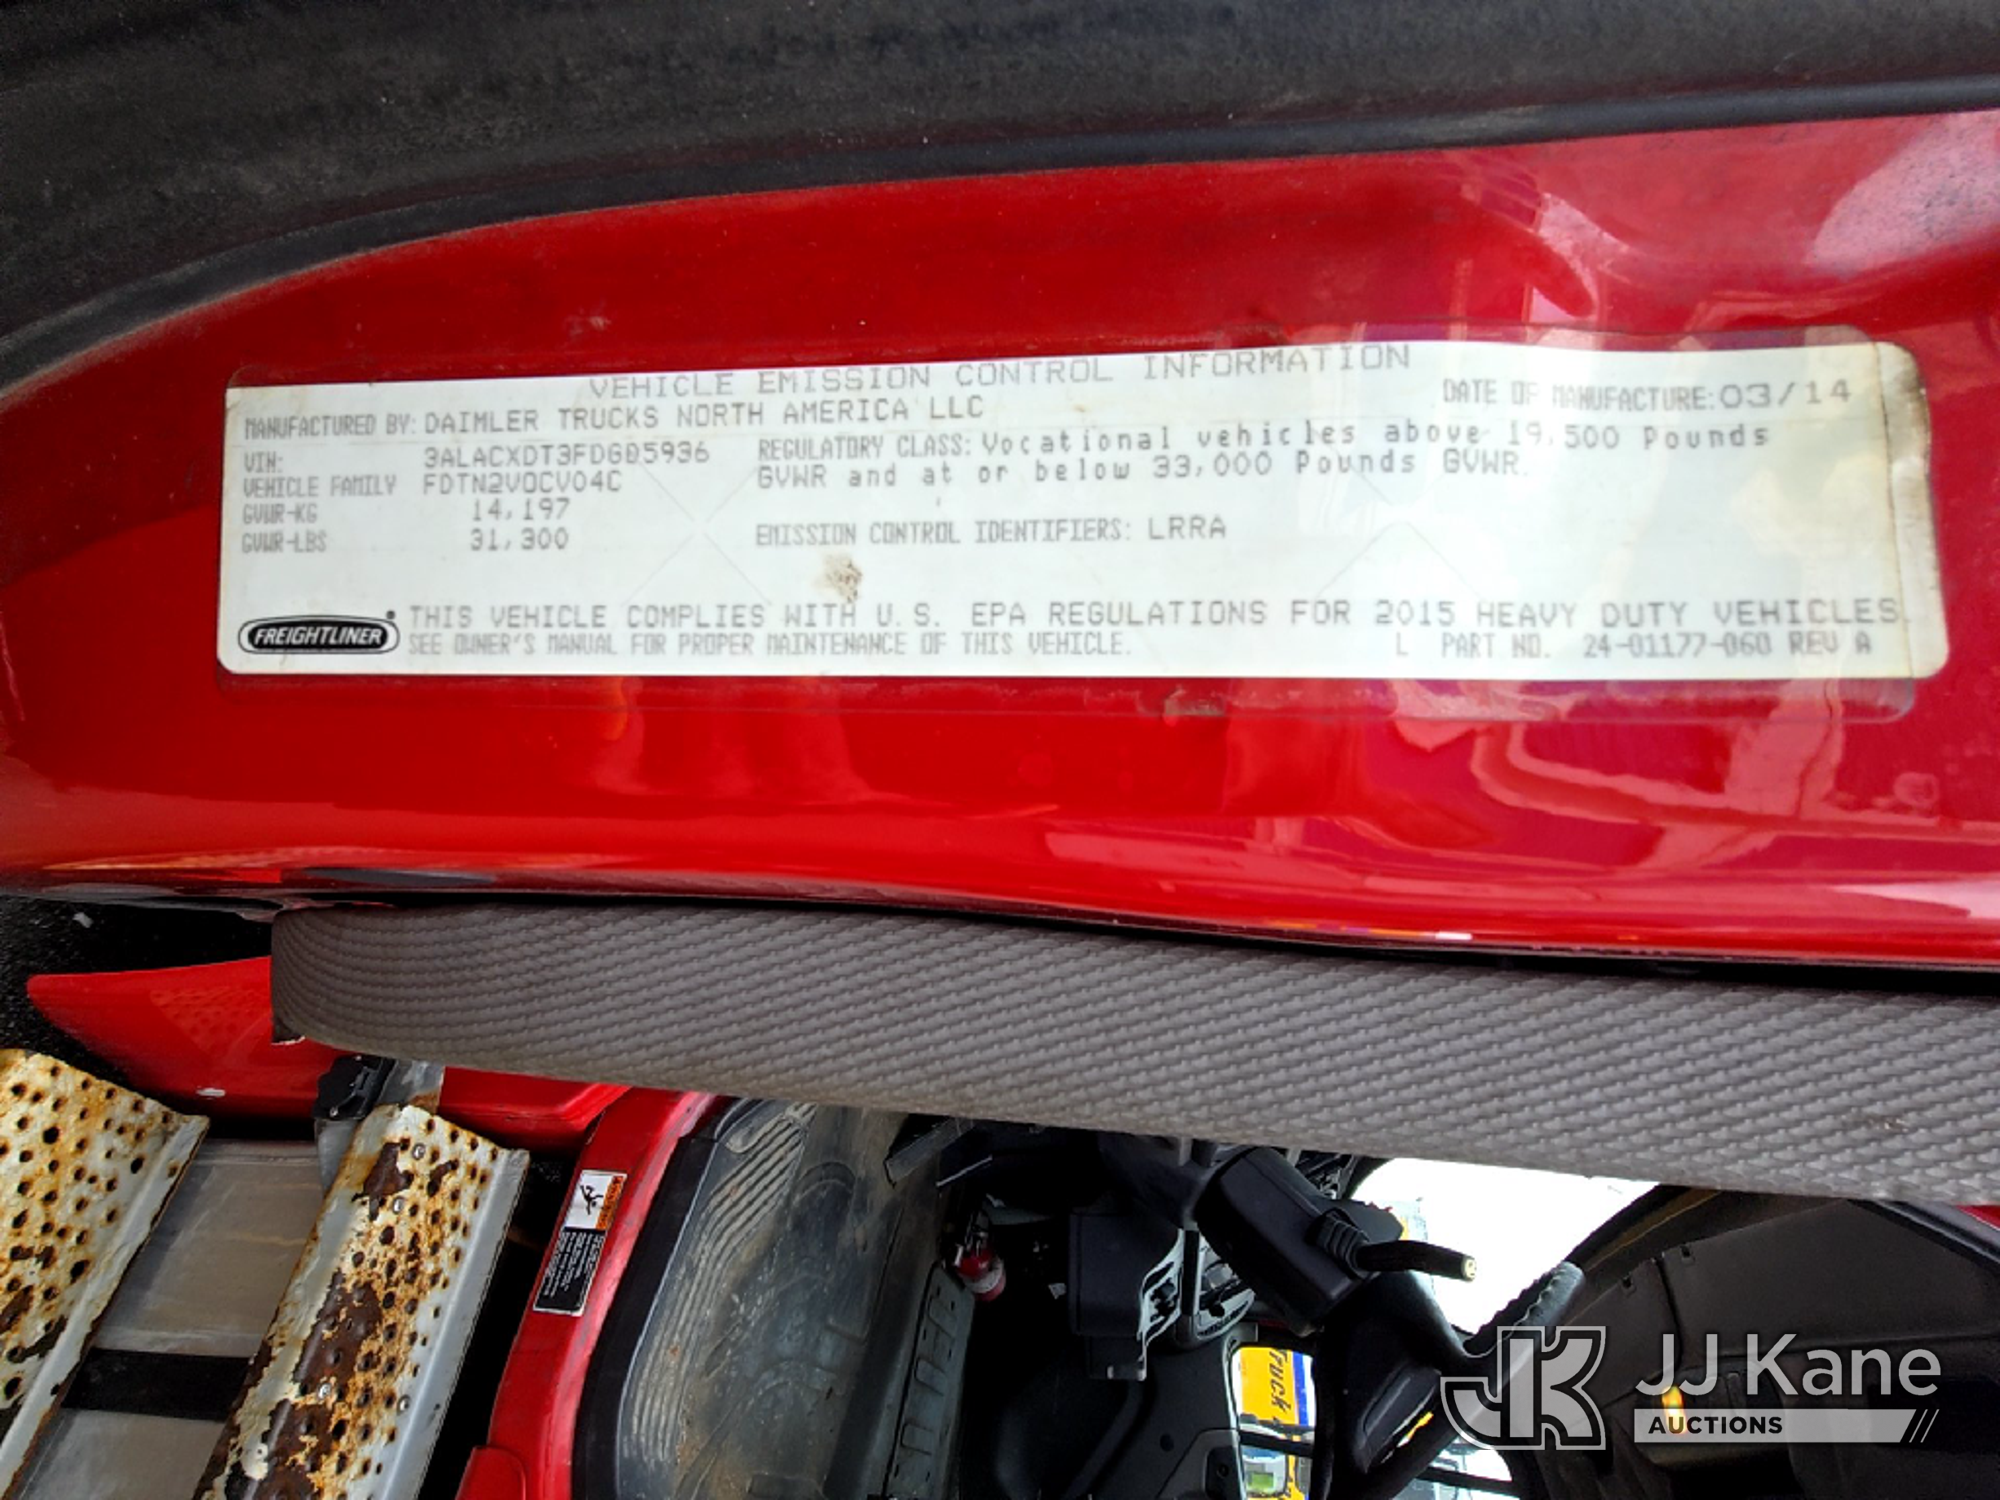 VEHICLE EMISSION CONTROL INFORMATION
MANUFACTURED BY: DAIMLER TRUCKS NORTH AMERICA LLC
DATE OF MANUFACTURE: 03/14
VIN: 3ALACXDT3FDGD5936
REGULATORY CLASS: Vocational vehicles above 19,500 Pounds
VEHICLE FAMILY FDTN2VOCV04C
GVWR and at or below 33,000 Pounds GVWR.
GVWR-KG 14,197
GVWR-LBS 31,300
EMISSION CONTROL IDENTIFIERS: LRRA
FREIGHTLINER
THIS VEHICLE COMPLIES WITH U.S. EPA REGULATIONS FOR 2015 HEAVY DUTY VEHICLES.
SEE OWNER'S MANUAL FOR PROPER MAINTENANCE OF THIS VEHICLE.
L PART NO. 24-01177-060 REV A
TRUCK
JK JJ Kane
AUCTIONS